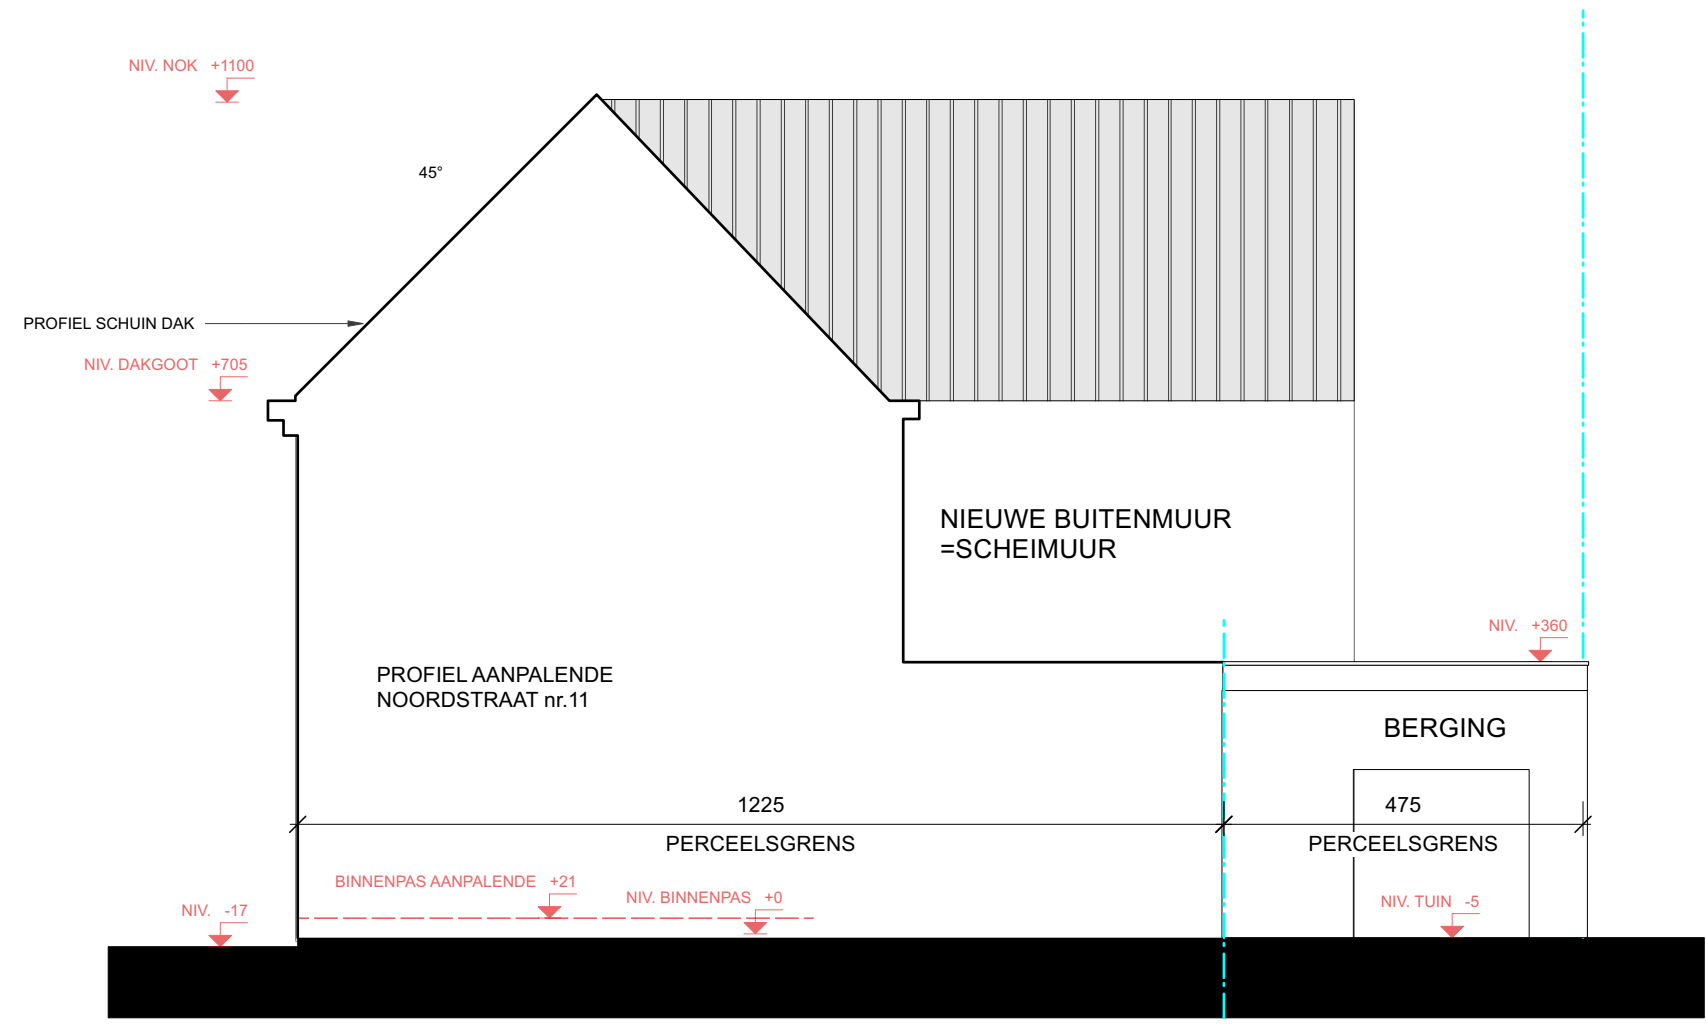 NIV. NOK +1100
45°
PROFIEL SCHUIN DAK
NIV. DAKGOOT +705
NIEUWE BUITENMUUR
=SCHEIMUUR
NIV. +360
PROFIEL AANPALENDE
NOORDSTRAAT nr.11
BERGING
1225
475
PERCEELSGRENS
PERCEELSGRENS
BINNENPAS AANPALENDE +21
NIV. BINNENPAS +0
NIV. TUIN -5
NIV. -17